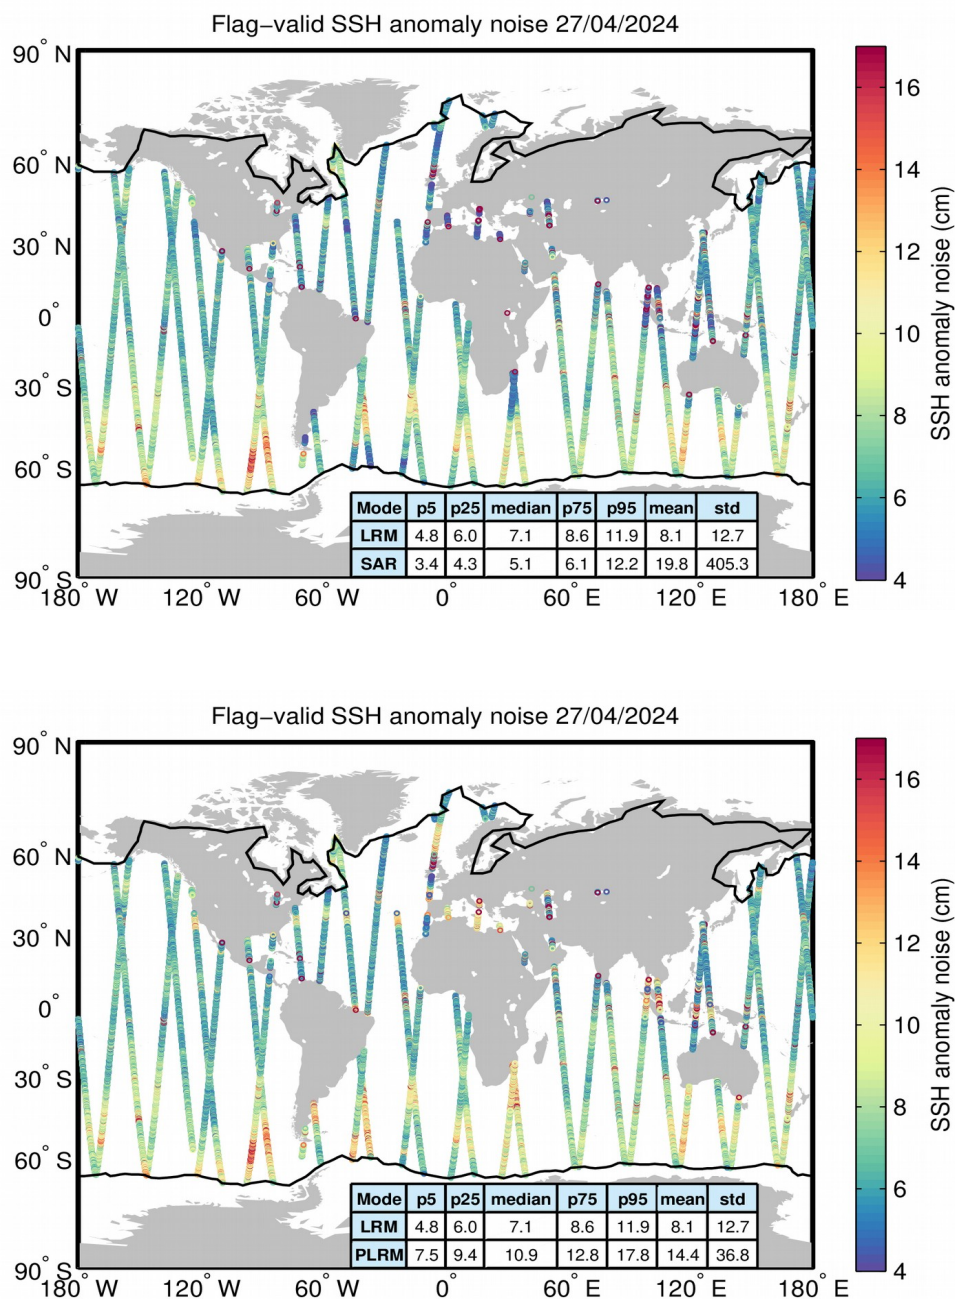 Flag−valid SSH anomaly noise 27/04/2024
90° N
60° N
30° N
0°
30° S
60° S
90° S
180° W 120° W 60° W 0° 60° E 120° E 180° E
Mode p5 p25 median p75 p95 mean std
LRM 4.8 6.0 7.1 8.6 11.9 8.1 12.7
SAR 3.4 4.3 5.1 6.1 12.2 19.8 405.3
16
14
12
10
8
6
4
SSH anomaly noise (cm)
Flag−valid SSH anomaly noise 27/04/2024
90° N
60° N
30° N
0°
30° S
60° S
90° S
180° W 120° W 60° W 0° 60° E 120° E 180° E
Mode p5 p25 median p75 p95 mean std
LRM 4.8 6.0 7.1 8.6 11.9 8.1 12.7
PLRM 7.5 9.4 10.9 12.8 17.8 14.4 36.8
16
14
12
10
8
6
4
SSH anomaly noise (cm)